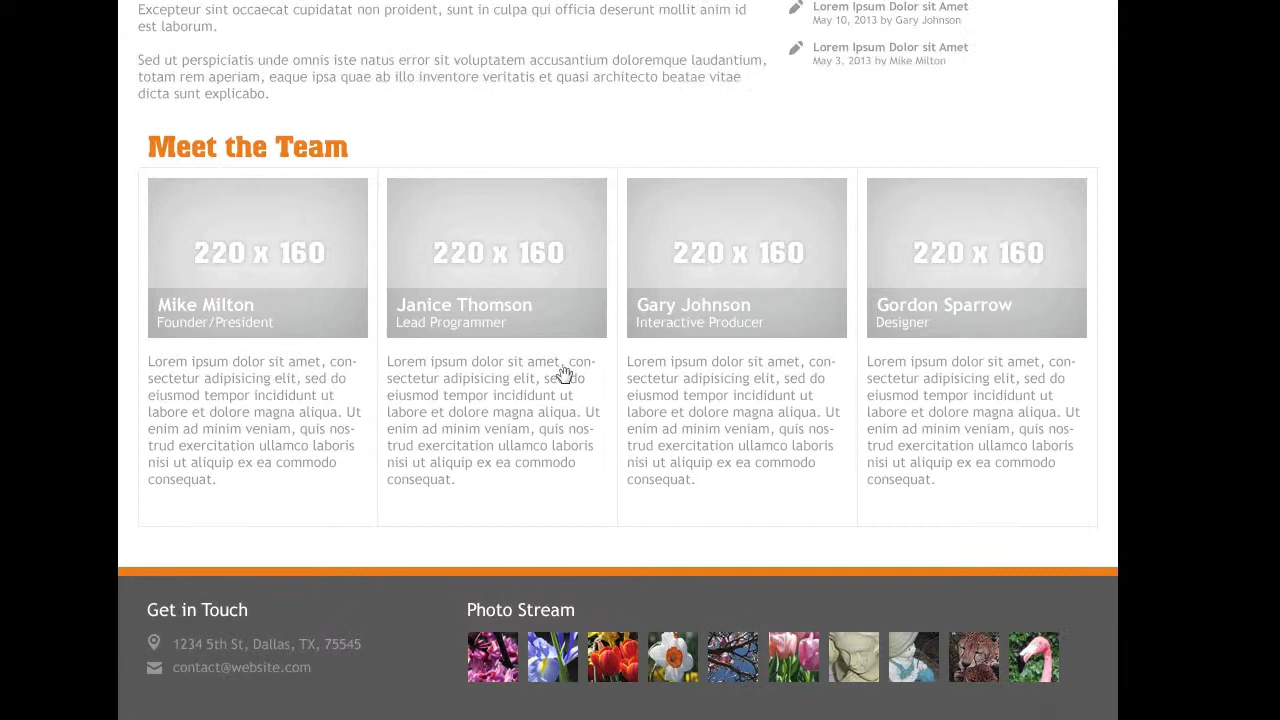 Excepteur sint occaecat cupidatat non proident, sunt in culpa qui officia deserunt mollit anim id
est laborum.
Sed ut perspiciatis unde omnis iste natus error sit voluptatem accusantium doloremque laudantium,
totam rem aperiam, eaque ipsa quae ab illo inventore veritatis et quasi architecto beatae vitae
dicta sunt explicabo.
Lorem Ipsum Dolor sit Amet
May 10, 2013 by Gary Johnson
Lorem Ipsum Dolor sit Amet
May 3, 2013 by Mike Milton
Meet the Team
220 x 160
Mike Milton
Founder/President
Lorem ipsum dolor sit amet, con-
sectetur adipisicing elit, sed do
eiusmod tempor incididunt ut
labore et dolore magna aliqua. Ut
enim ad minim veniam, quis nos-
trud exercitation ullamco laboris
nisi ut aliquip ex ea commodo
consequat.
220 x 160
Janice Thomson
Lead Programmer
Lorem ipsum dolor sit amet, con-
sectetur adipisicing elit, sed do
eiusmod tempor incididunt ut
labore et dolore magna aliqua. Ut
enim ad minim veniam, quis nos-
trud exercitation ullamco laboris
nisi ut aliquip ex ea commodo
consequat.
220 x 160
Gary Johnson
Interactive Producer
Lorem ipsum dolor sit amet, con-
sectetur adipisicing elit, sed do
eiusmod tempor incididunt ut
labore et dolore magna aliqua. Ut
enim ad minim veniam, quis nos-
trud exercitation ullamco laboris
nisi ut aliquip ex ea commodo
consequat.
220 x 160
Gordon Sparrow
Designer
Lorem ipsum dolor sit amet, con-
sectetur adipisicing elit, sed do
eiusmod tempor incididunt ut
labore et dolore magna aliqua. Ut
enim ad minim veniam, quis nos-
trud exercitation ullamco laboris
nisi ut aliquip ex ea commodo
consequat.
Get in Touch
1234 5th St, Dallas, TX, 75545
contact@website.com
Photo Stream